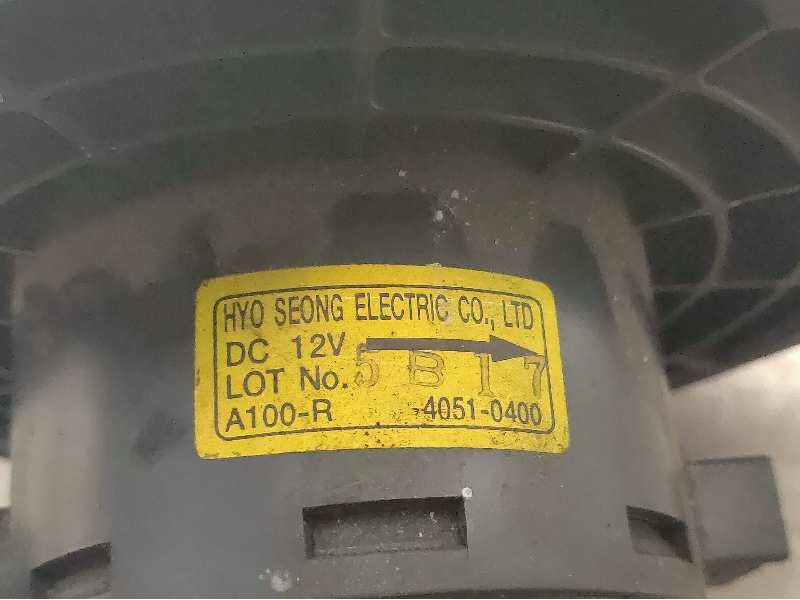 HYO SEONG ELECTRIC CO., LTD
DC 12V
LOT No. 5 B 1 7
A100-R 4051-0400